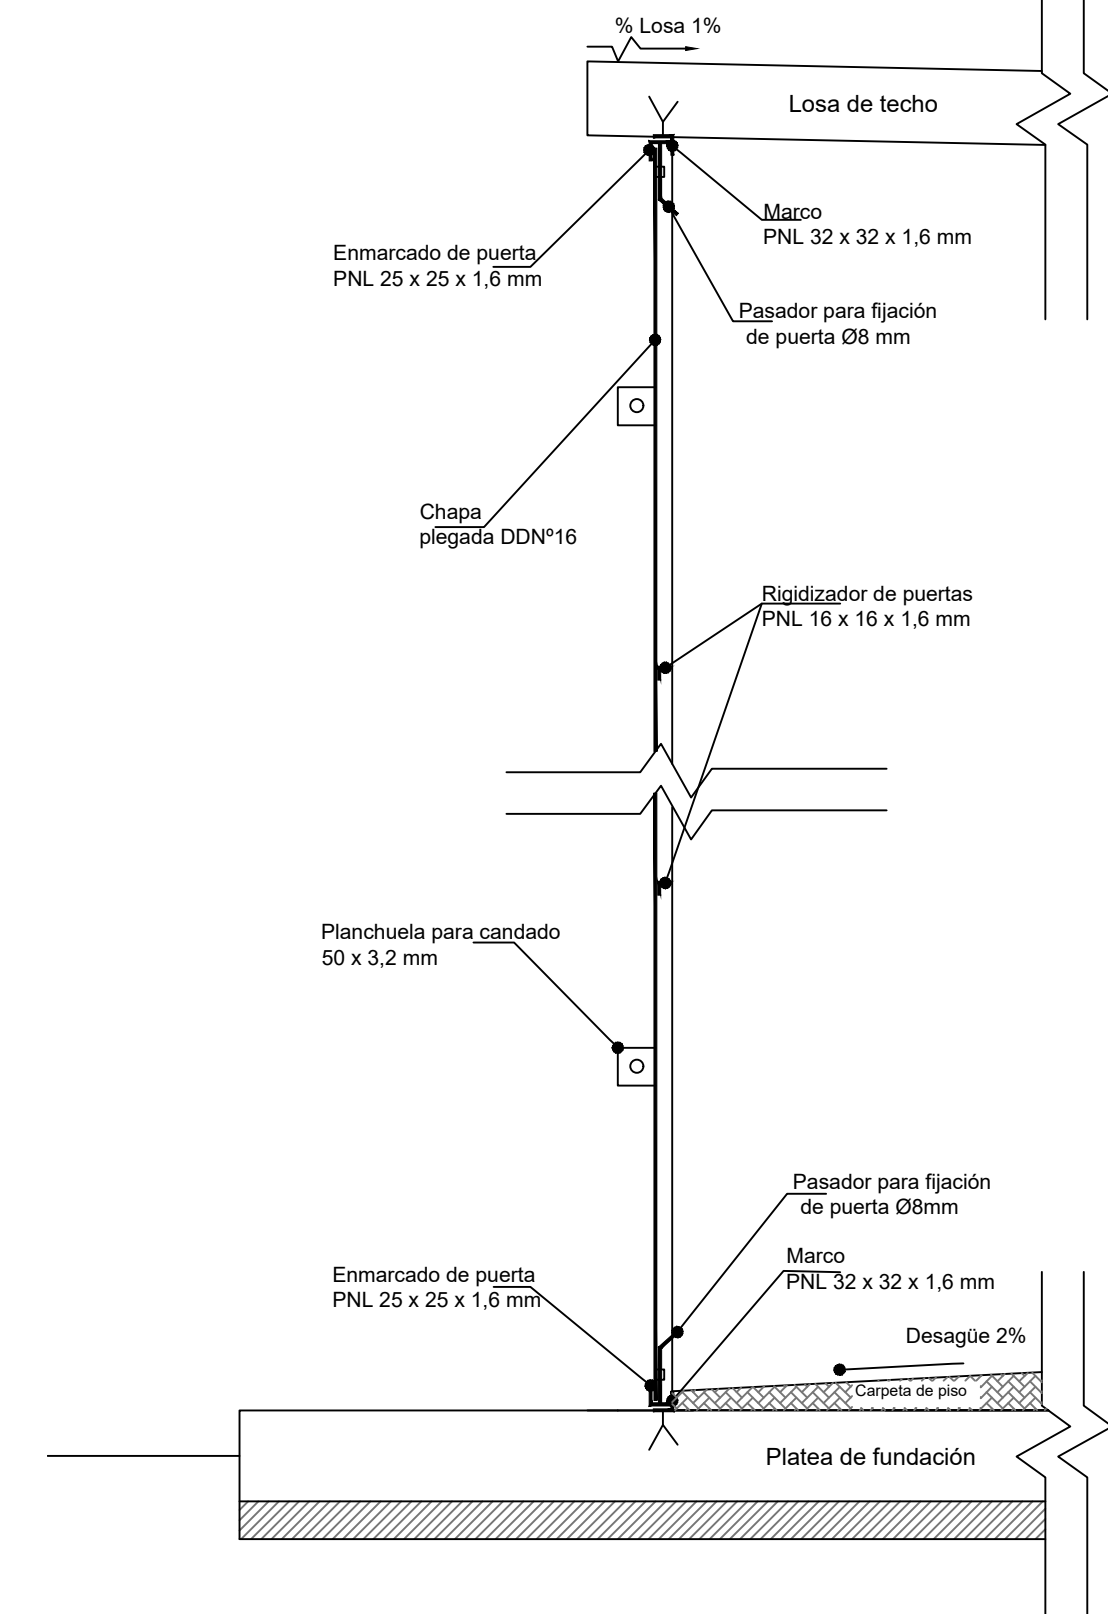 % Losa 1%
Losa de techo
Marco
PNL 32 x 32 x 1,6 mm
Enmarcado de puerta
PNL 25 x 25 x 1,6 mm
Pasador para fijación
de puerta Ø8 mm
Chapa
plegada DDNº16
Rigidizador de puertas
PNL 16 x 16 x 1,6 mm
Planchuela para candado
50 x 3,2 mm
Pasador para fijación
de puerta Ø8mm
Marco
PNL 32 x 32 x 1,6 mm
Enmarcado de puerta
PNL 25 x 25 x 1,6 mm
Desagüe 2%
Carpeta de piso
Platea de fundación